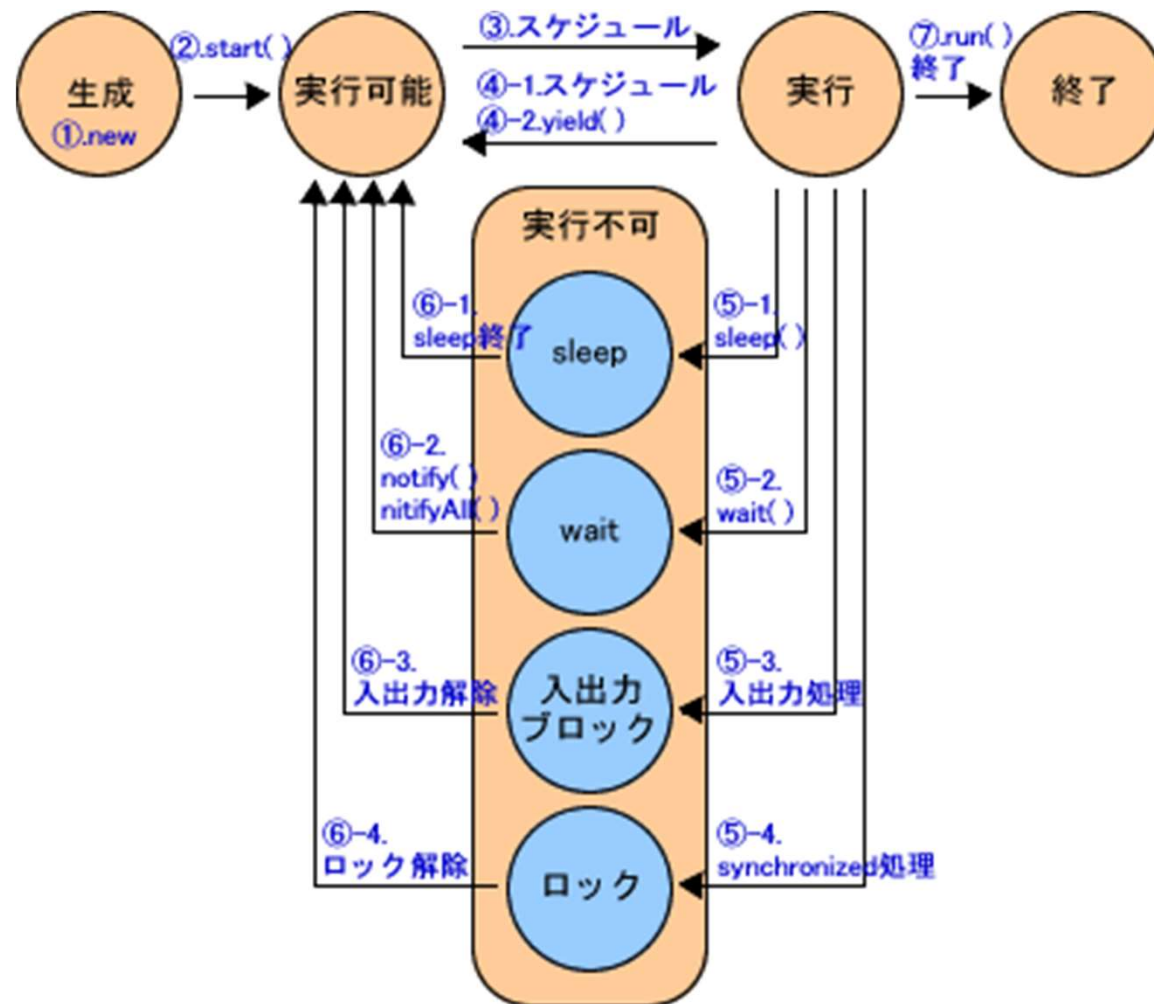 生成
①.new
②.start( )
実行可能
③.スケジュール
④-1.スケジュール
④-2.yield( )
実行
⑦.run( )
終了
終了
実行不可
⑥-1.
sleep終了
sleep
⑤-1.
sleep( )
⑥-2.
notify( )
nitifyAll( )
wait
⑤-2.
wait( )
⑥-3.
入出力解除
入出力
ブロック
⑤-3.
入出力処理
⑥-4.
ロック解除
ロック
⑤-4.
synchronized処理